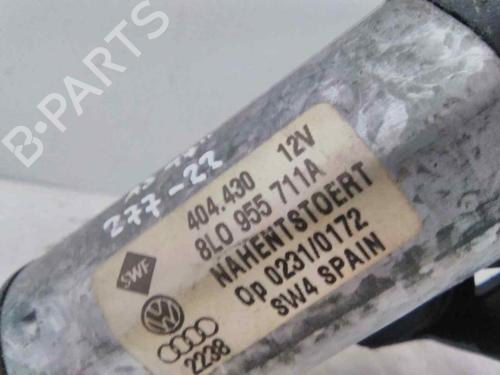 B-PARTS
277-22
404.430 12V
8L0 955 711A
NAHENTSTOERT
Op 0231/0172
SW4 SPAIN
SWF
2238